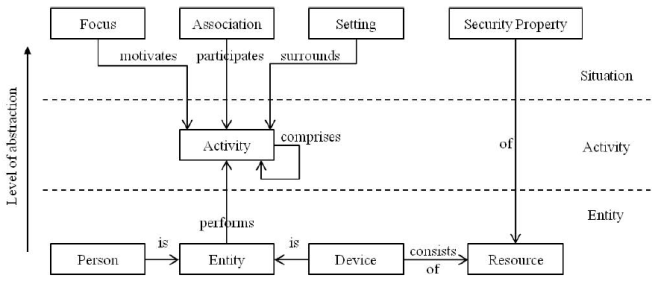 Focus
Association
Setting
Security Property
motivates
participates
surrounds
Situation
Level of abstraction
Activity
comprises
of
Activity
performs
Entity
is
is
consists
of
Person
Entity
Device
Resource